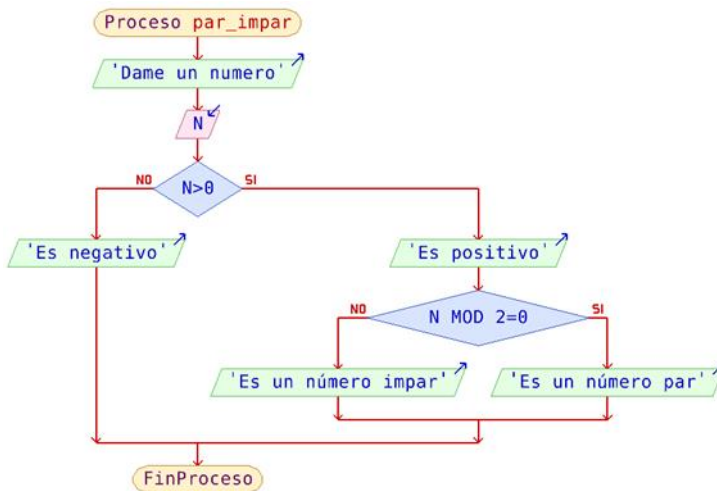 Proceso par_impar
'Dame un numero'
N
N>0
NO
SI
'Es negativo'
'Es positivo'
N MOD 2=0
NO
SI
'Es un número impar'
'Es un número par'
FinProceso